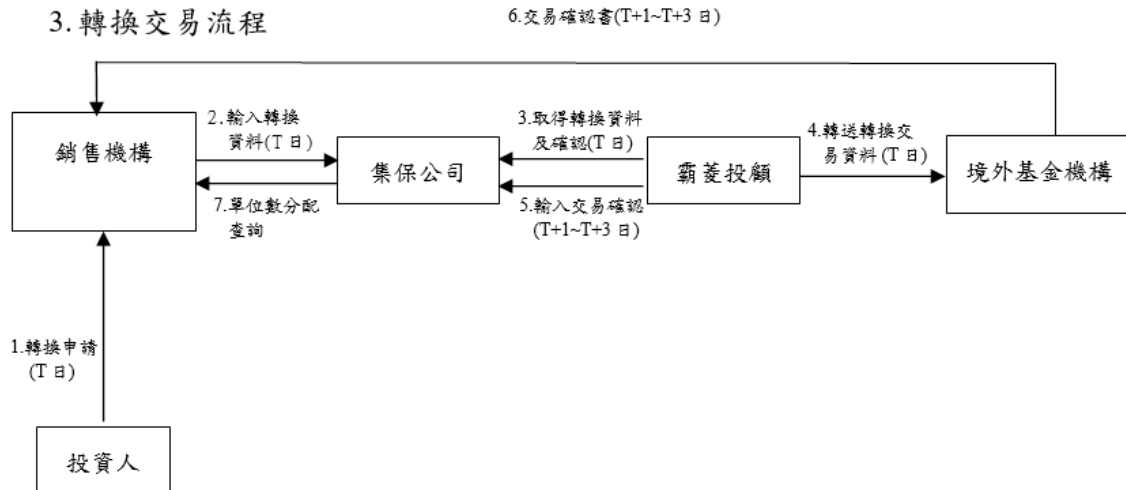 3.轉換交易流程
6.交易確認書(T+1~T+3 日)
銷售機構
2.輸入轉換
資料(T 日)
7.單位數分配
查詢
集保公司
3.取得轉換資料
及確認(T 日)
5.輸入交易確認
(T+1~T+3 日)
霸菱投顧
4.轉送轉換交
易資料(T 日)
境外基金機構
1.轉換申請
(T 日)
投資人